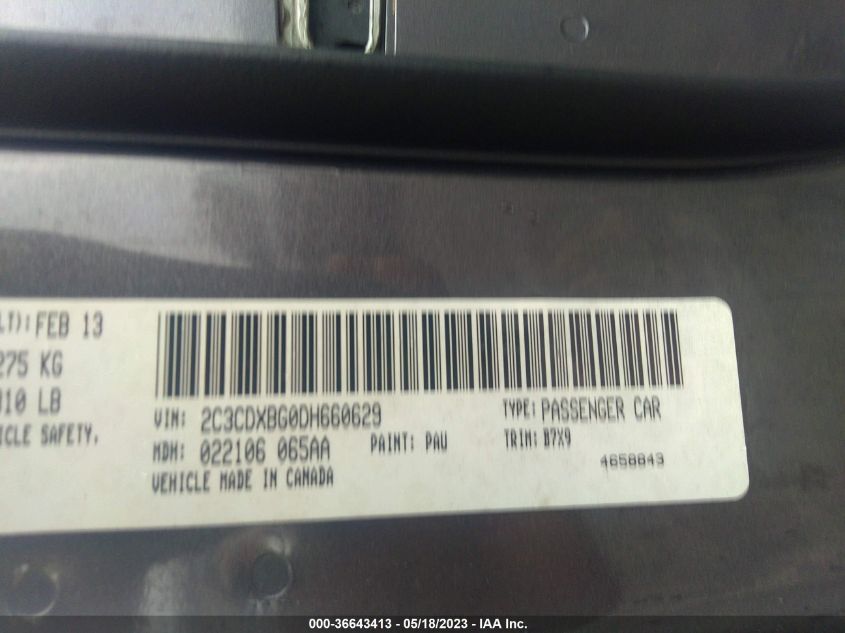 LT): FEB 13
275 KG
010 LB
ICLE SAFETY,
VIN: 2C3CDXBG0DH660629
TYPE: PASSENGER CAR
MDH: 022106 065AA
PAINT: PAU
TRIM: B7X9
VEHICLE MADE IN CANADA
4658843
000-36643413 - 05/18/2023 - IAA Inc.